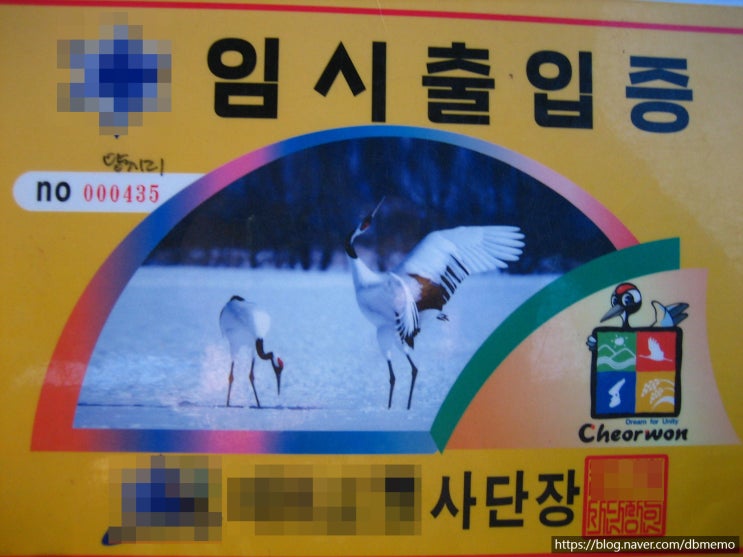 임시출입증
양지리
no 000435
Dream for Unity
Cheorwon
사단장
https://blog.naver.com/dbmemo